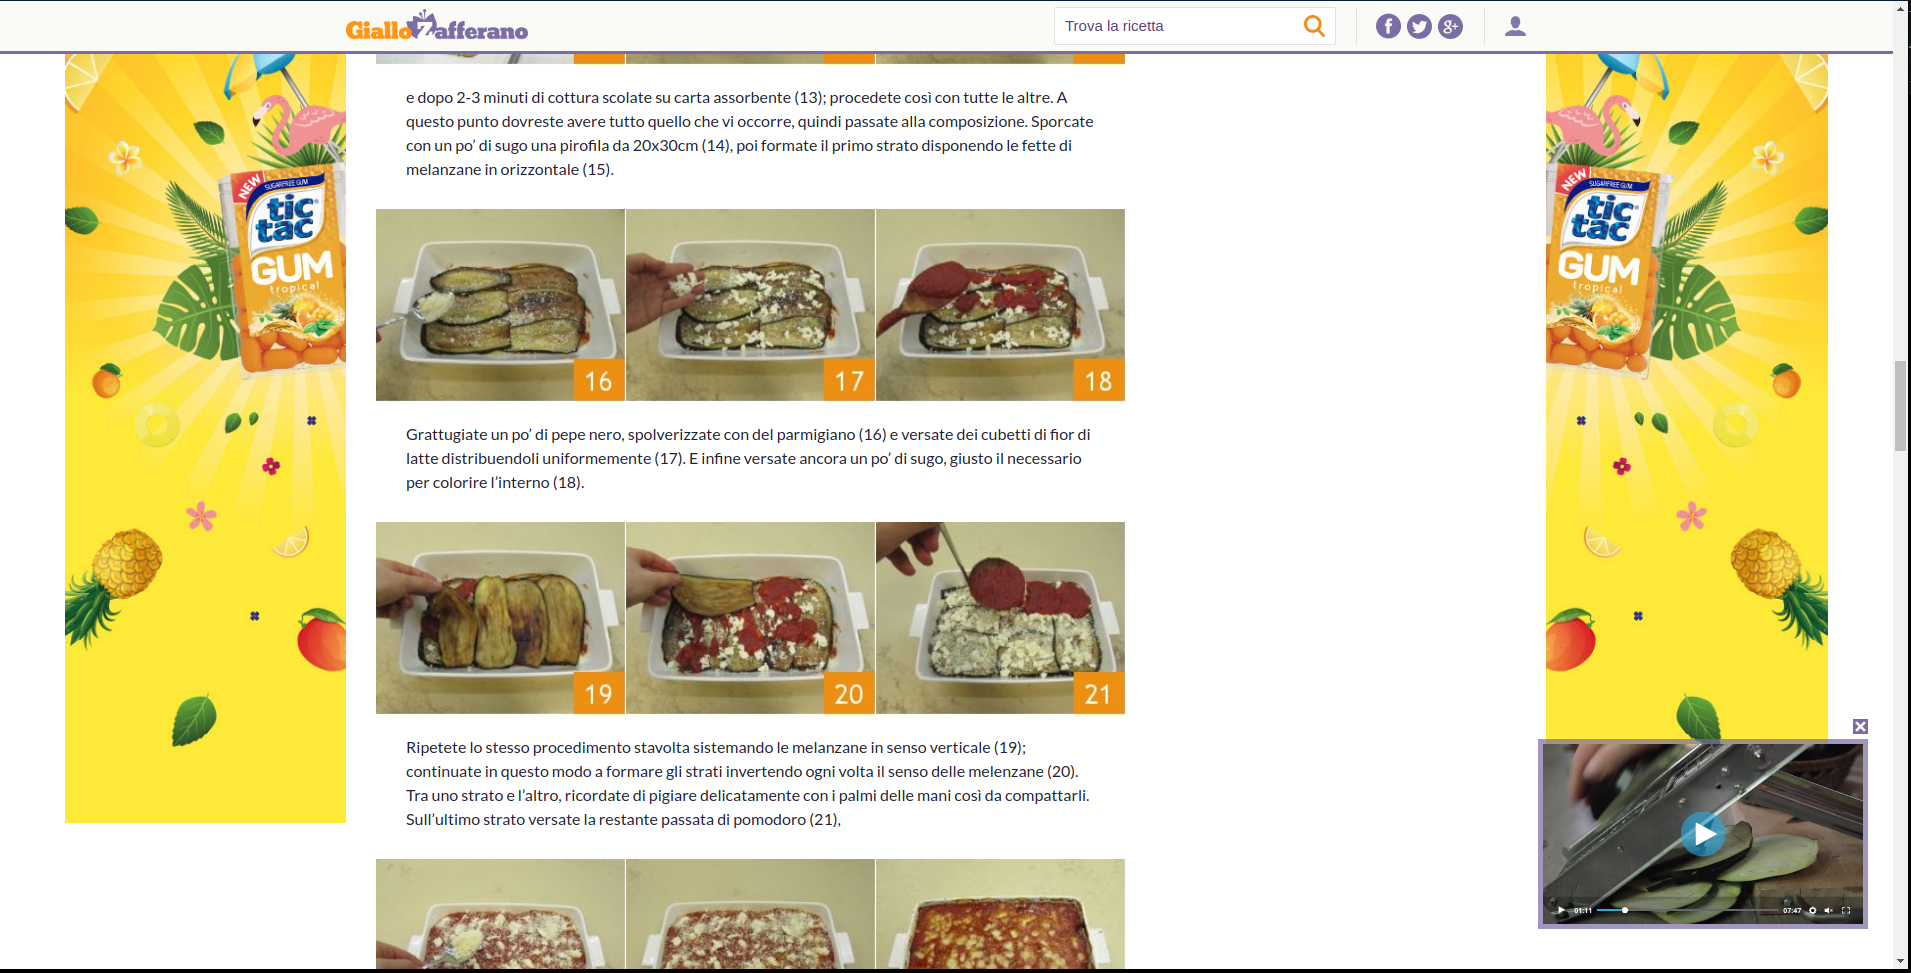 GialloZafferano
Trova la ricetta
NEW
SUGARFREE GUM
tic
tac
GUM
tropical
NEW
SUGARFREE GUM
tic
tac
GUM
tropical
e dopo 2-3 minuti di cottura scolate su carta assorbente (13); procedete così con tutte le altre. A
questo punto dovreste avere tutto quello che vi occorre, quindi passate alla composizione. Sporcate
con un po’ di sugo una pirofila da 20x30cm (14), poi formate il primo strato disponendo le fette di
melanzane in orizzontale (15).
16
17
18
Grattugiate un po’ di pepe nero, spolverizzate con del parmigiano (16) e versate dei cubetti di fior di
latte distribuendoli uniformemente (17). E infine versate ancora un po’ di sugo, giusto il necessario
per colorire l’interno (18).
19
20
21
Ripetete lo stesso procedimento stavolta sistemando le melanzane in senso verticale (19);
continuate in questo modo a formare gli strati invertendo ogni volta il senso delle melenzane (20).
Tra uno strato e l’altro, ricordate di pigiare delicatamente con i palmi delle mani così da compattarli.
Sull’ultimo strato versate la restante passata di pomodoro (21),
01:11
07:47